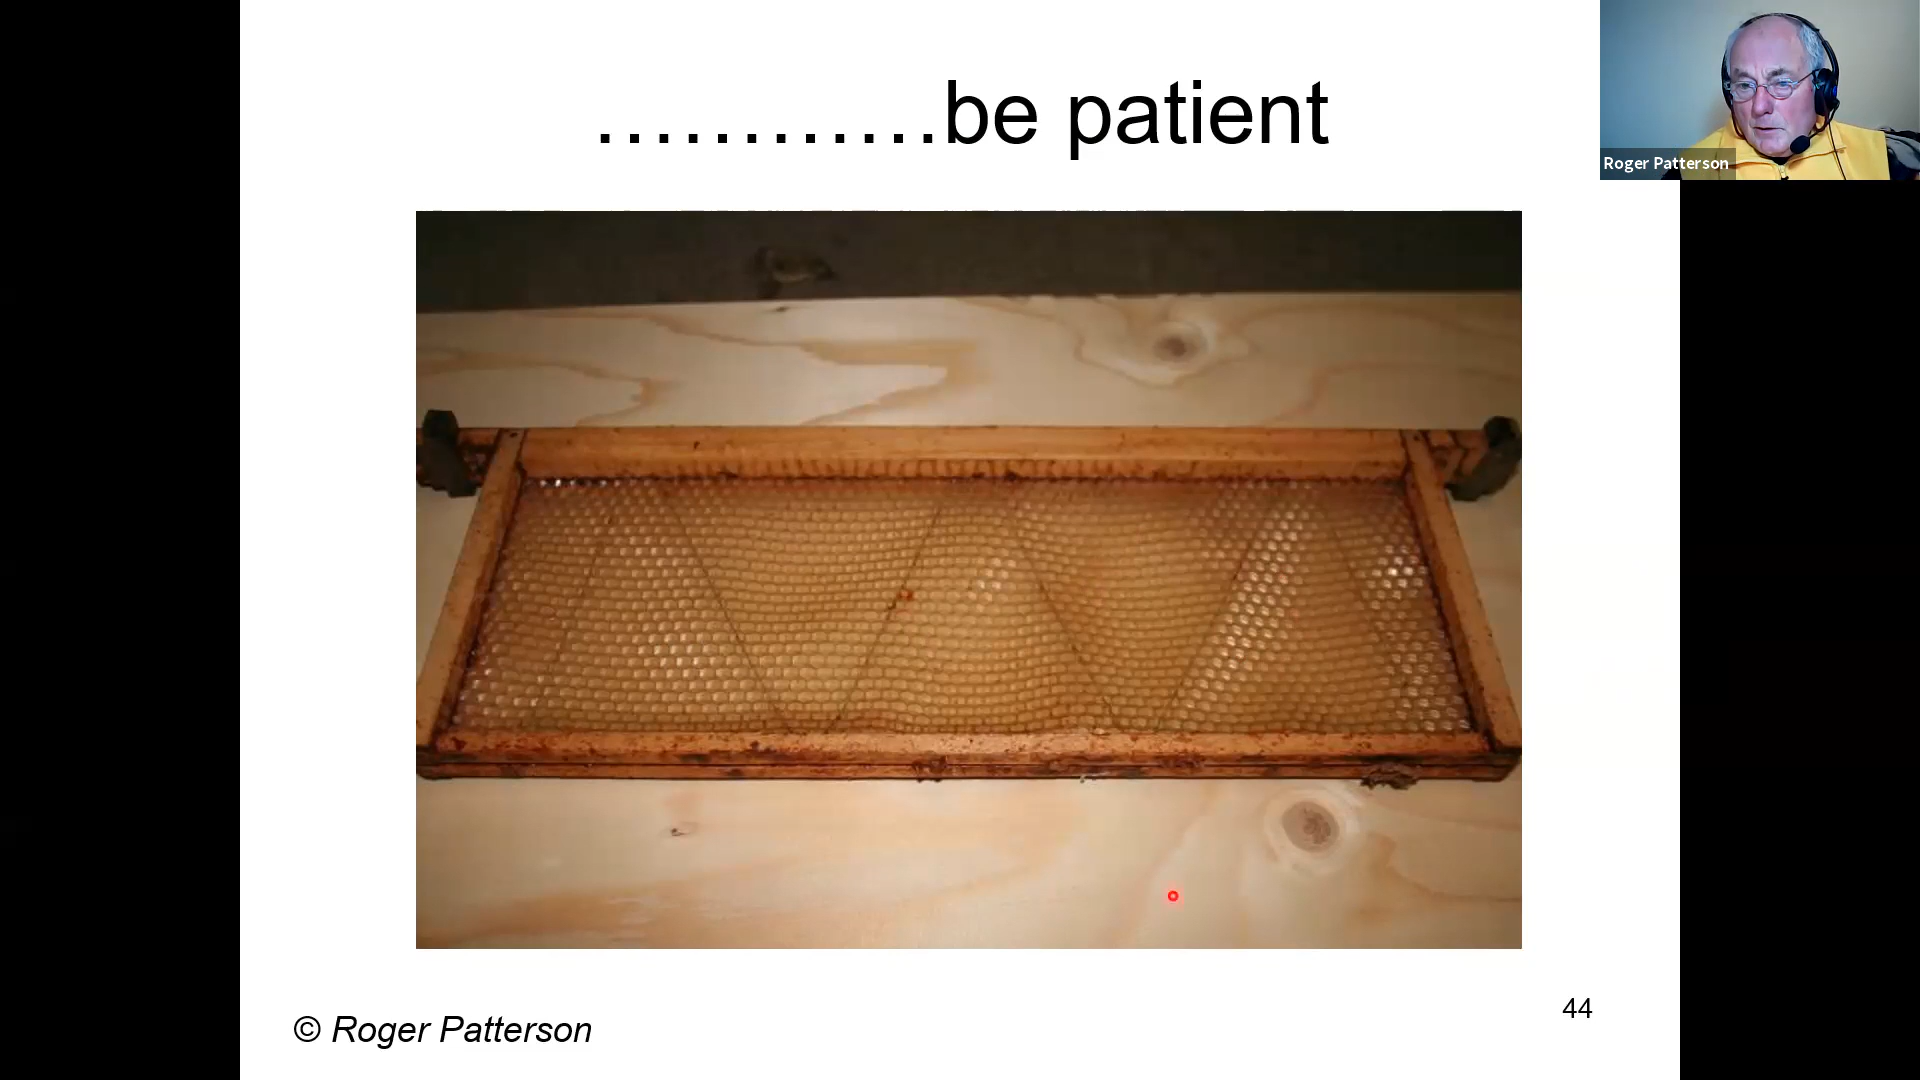 …………be patient
Roger Patterson
© Roger Patterson
44